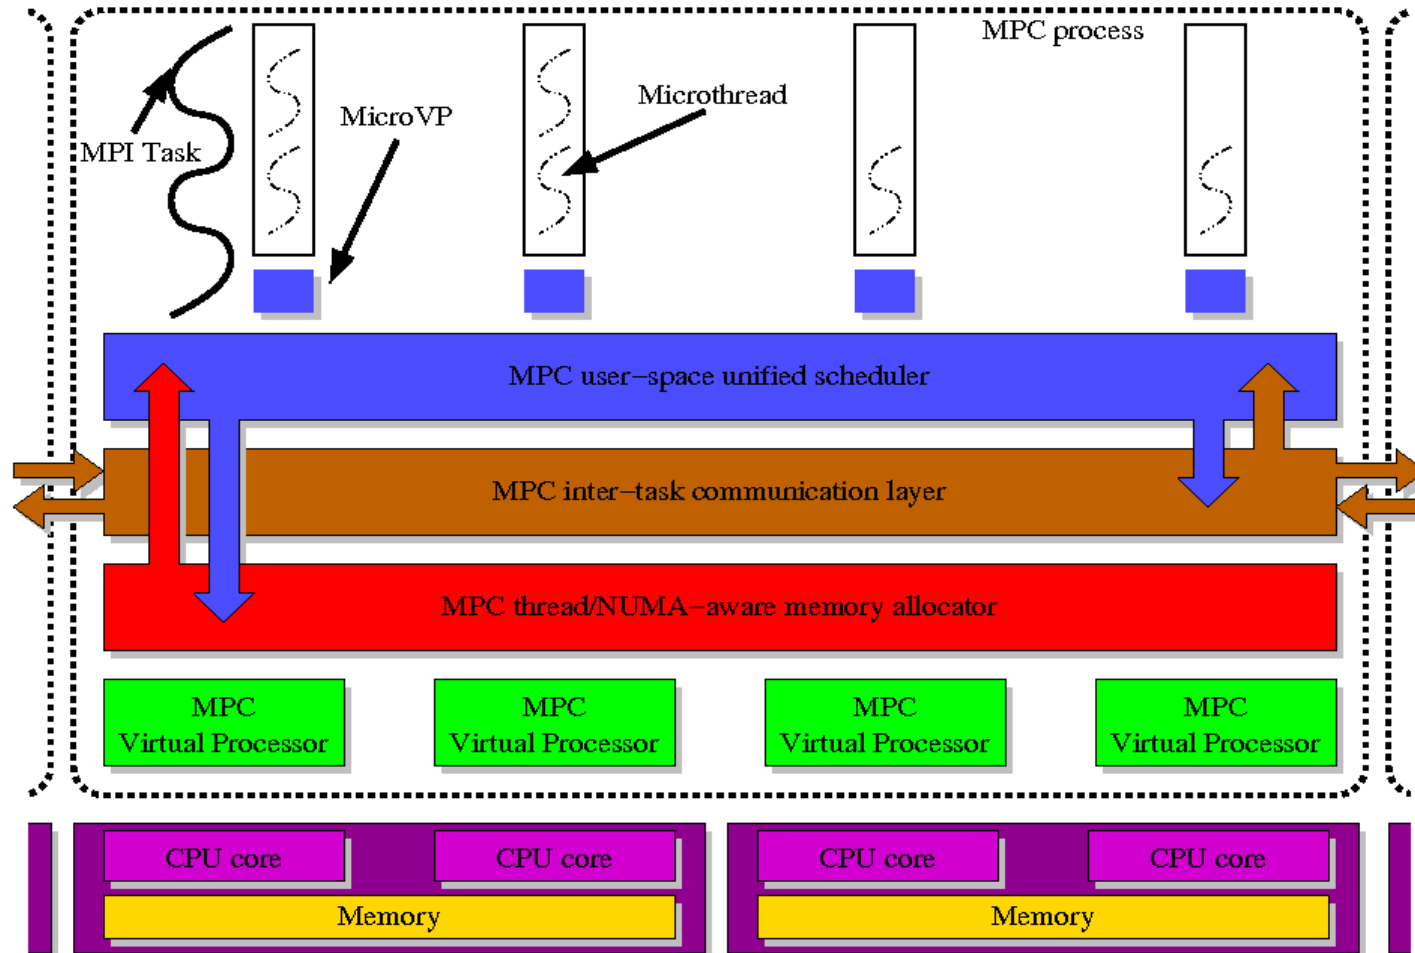 MPC process
Microthread
MicroVP
MPI Task
MPC user-space unified scheduler
MPC inter-task communication layer
MPC thread/NUMA-aware memory allocator
MPC
Virtual Processor
MPC
Virtual Processor
MPC
Virtual Processor
MPC
Virtual Processor
CPU core
CPU core
CPU core
CPU core
Memory
Memory